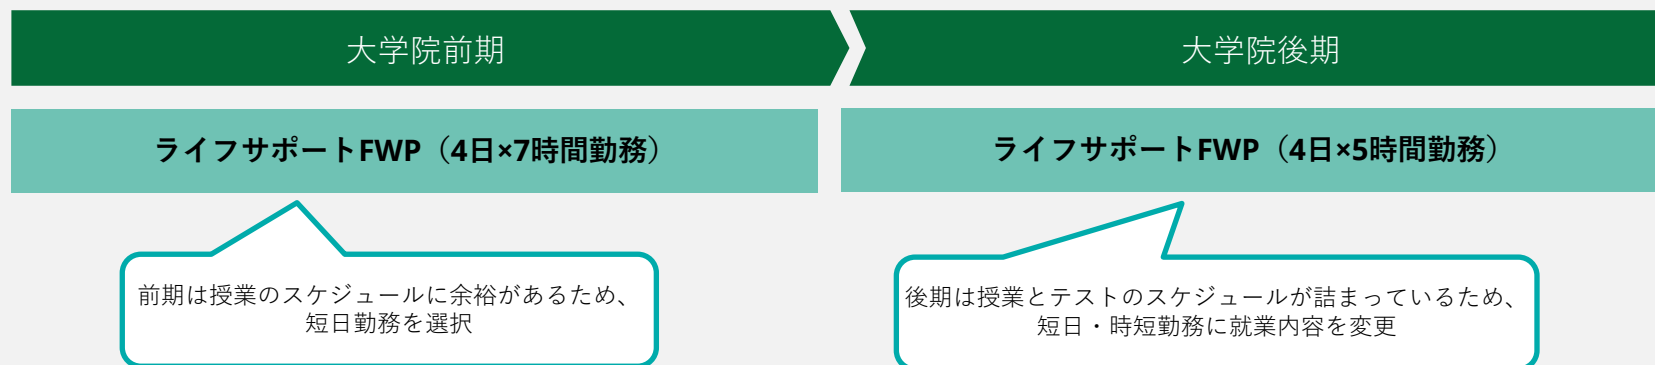 大学院前期
大学院後期
ライフサポートFWP（4日×7時間勤務）
ライフサポートFWP（4日×5時間勤務）
前期は授業のスケジュールに余裕があるため、
短日勤務を選択
後期は授業とテストのスケジュールが詰まっているため、
短日・時短勤務に就業内容を変更